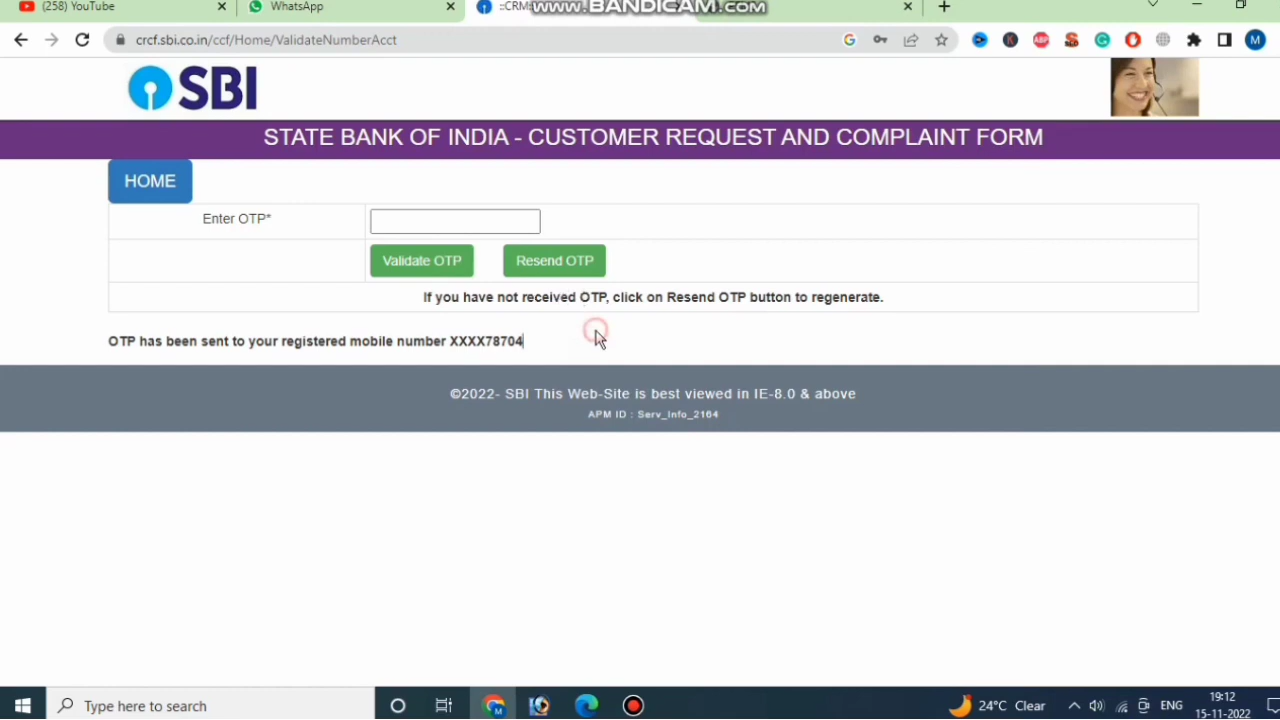 (258) YouTube
WhatsApp
::CRM
WWW.BANDICAM.COM
crcf.sbi.co.in/ccf/Home/ValidateNumberAcct
SBI
STATE BANK OF INDIA - CUSTOMER REQUEST AND COMPLAINT FORM
HOME
Enter OTP*
Validate OTP
Resend OTP
If you have not received OTP, click on Resend OTP button to regenerate.
OTP has been sent to your registered mobile number XXXX78704
©2022- SBI This Web-Site is best viewed in IE-8.0 & above
APM ID : Serv_Info_2164
Type here to search
24°C Clear
ENG
19:12
15-11-2022